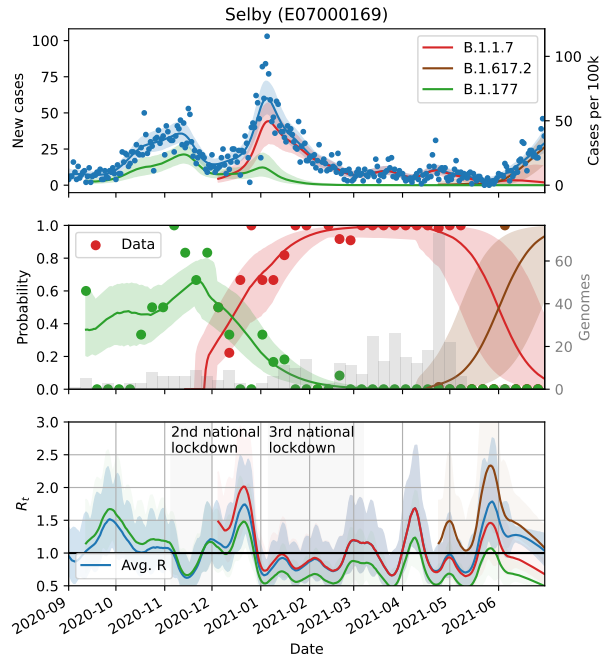 Selby (E07000169)
100
75
50
25
0
New cases
100
50
0
Cases per 100k
B.1.1.7
B.1.617.2
B.1.177
1.0
0.8
0.6
0.4
0.2
0.0
Probability
Data
60
40
20
0
Genomes
3.0
2.5
2.0
1.5
1.0
0.5
Rt
2nd national
lockdown
3rd national
lockdown
Avg. R
2020-09
2020-10
2020-11
2020-12
2021-01
2021-02
2021-03
2021-04
2021-05
2021-06
Date